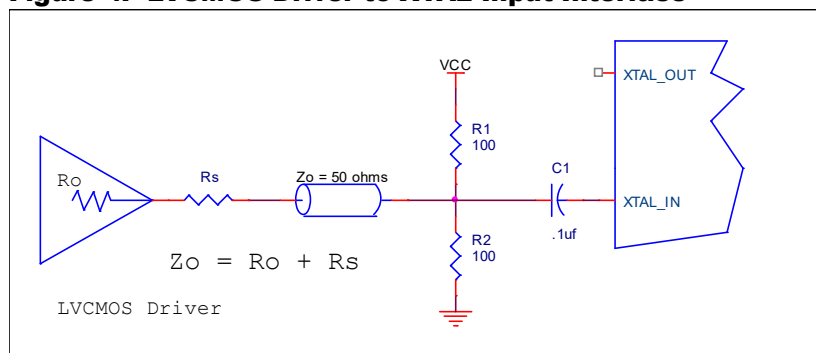 Figure 4. LVCMOS Driver to XTAL Input Interface
VCC
XTAL_OUT
R1
100
Ro
Rs
Zo = 50 ohms
C1
XTAL_IN
.1uf
R2
100
Zo = Ro + Rs
LVCMOS Driver